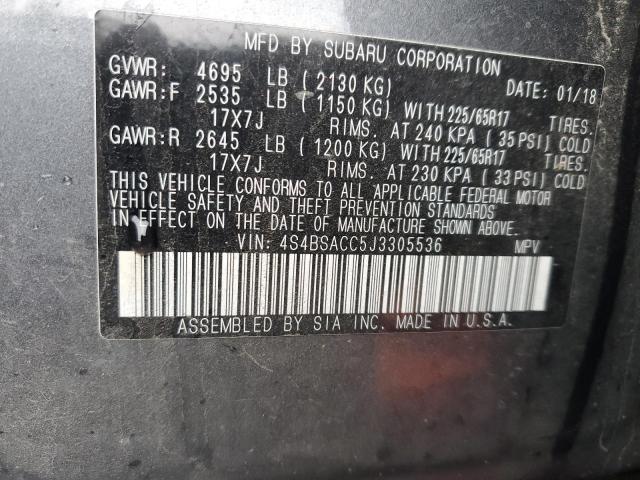 MFD BY SUBARU CORPORATION
GVWR: 4695 LB (2130 KG) DATE: 01/18
GAWR:F 2535 LB (1150 KG) WITH 225/65R17 TIRES.
17X7J RIMS. AT 240 KPA (35 PSI) COLD
GAWR:R 2645 LB (1200 KG) WITH 225/65R17 TIRES.
17X7J RIMS. AT 230 KPA (33 PSI) COLD
THIS VEHICLE CONFORMS TO ALL APPLICABLE FEDERAL MOTOR
VEHICLE SAFETY AND THEFT PREVENTION STANDARDS
IN EFFECT ON THE DATE OF MANUFACTURE SHOWN ABOVE.
VIN: 4S4BSACC5J3305536 MPV
ASSEMBLED BY SIA INC. MADE IN U.S.A.